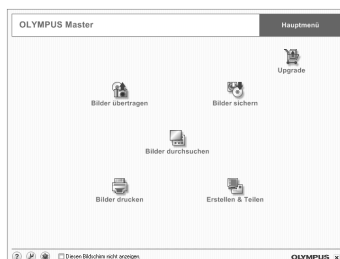 OLYMPUS Master
Hauptmenü
Upgrade
Bilder übertragen
Bilder sichern
Bilder durchsuchen
Bilder drucken
Erstellen & Teilen
? Diesen Bildschirm nicht anzeigen. OLYMPUS x